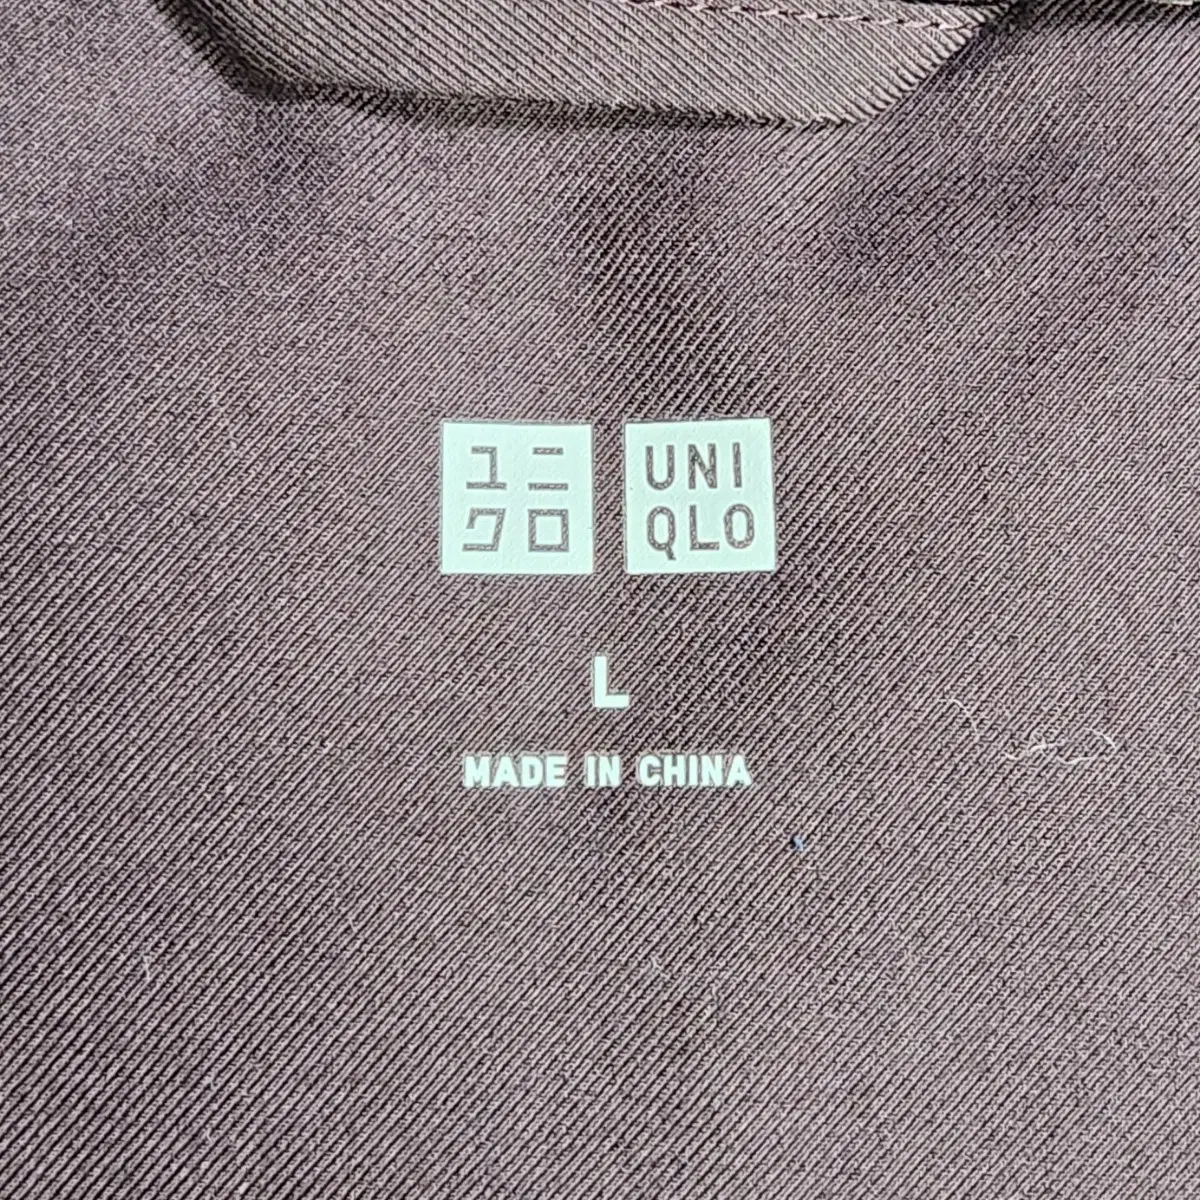 ユニ
クロ
UNI
QLO
L
MADE IN CHINA